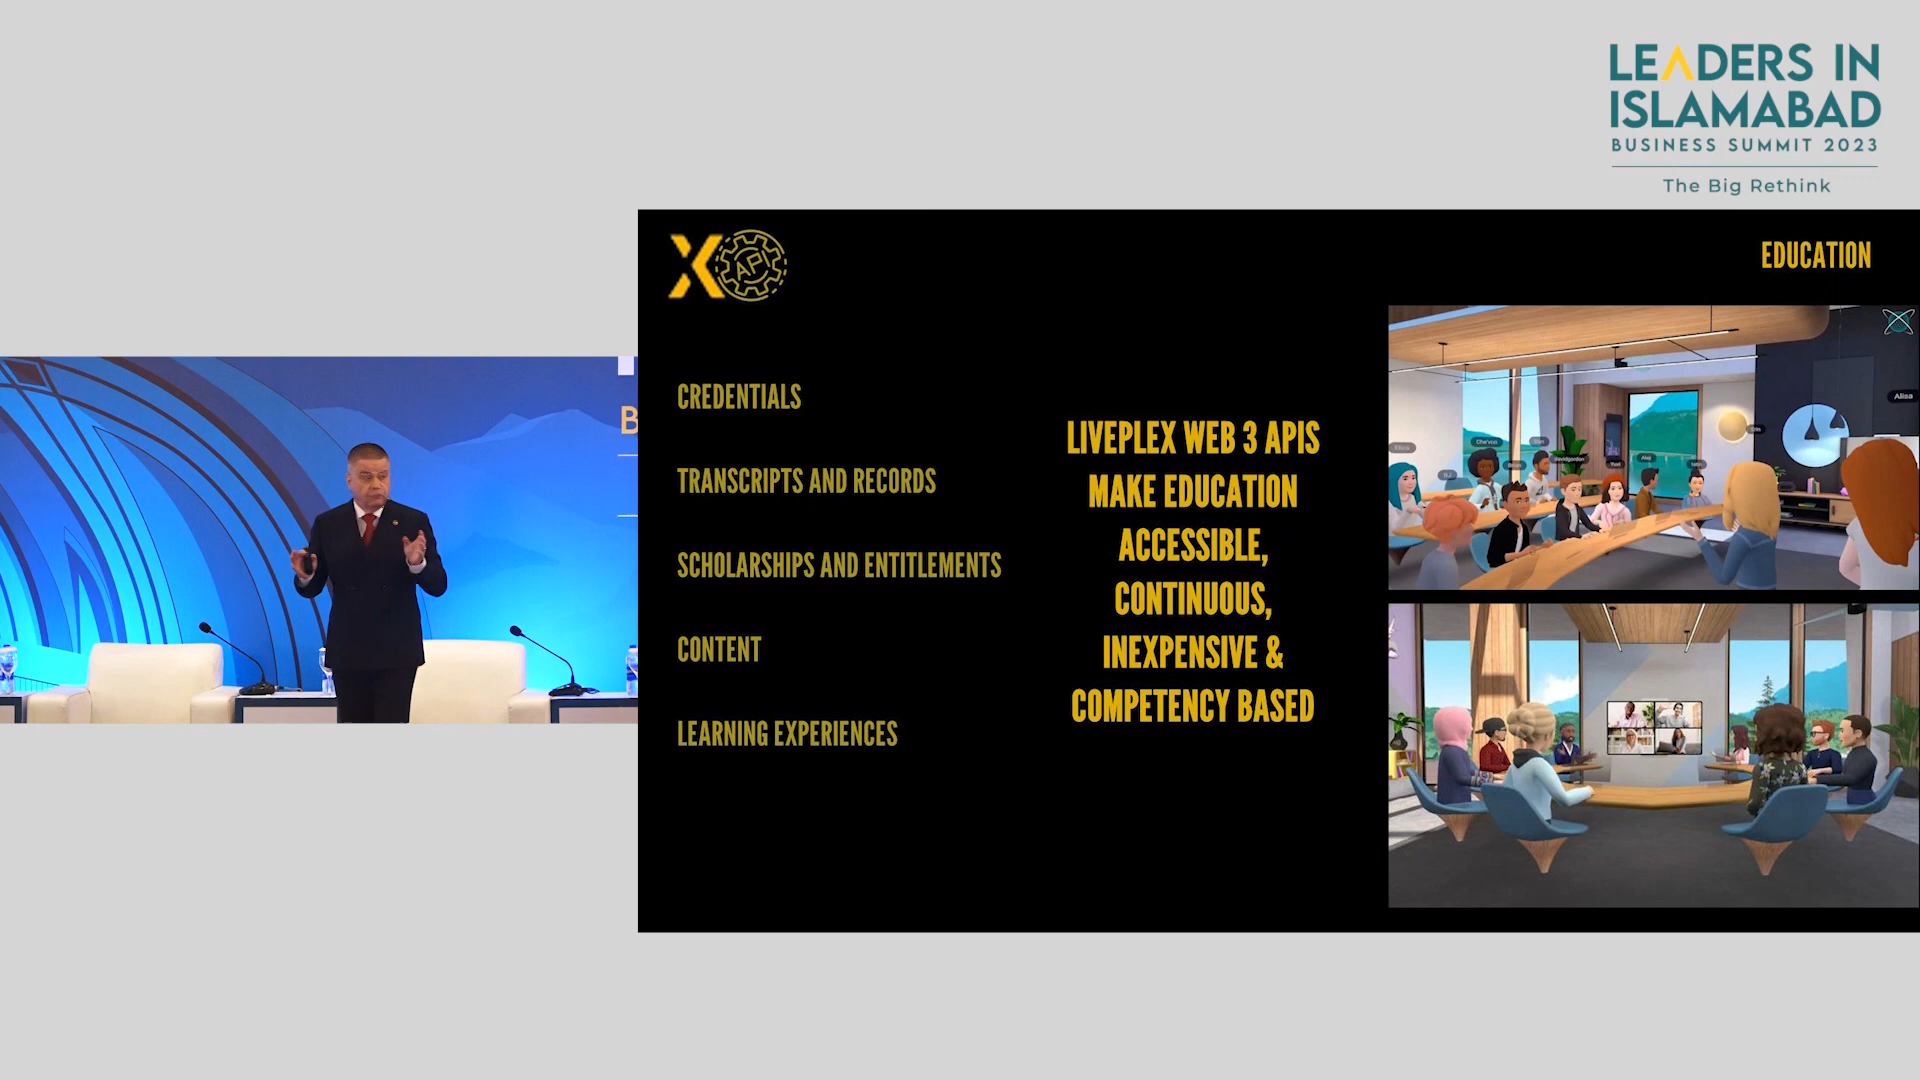 LEADERS IN
ISLAMABAD
BUSINESS SUMMIT 2023
The Big Rethink
X API
EDUCATION
CREDENTIALS
TRANSCRIPTS AND RECORDS
SCHOLARSHIPS AND ENTITLEMENTS
CONTENT
LEARNING EXPERIENCES
LIVEPLEX WEB 3 APIS
MAKE EDUCATION
ACCESSIBLE,
CONTINUOUS,
INEXPENSIVE &
COMPETENCY BASED
Alisa
B